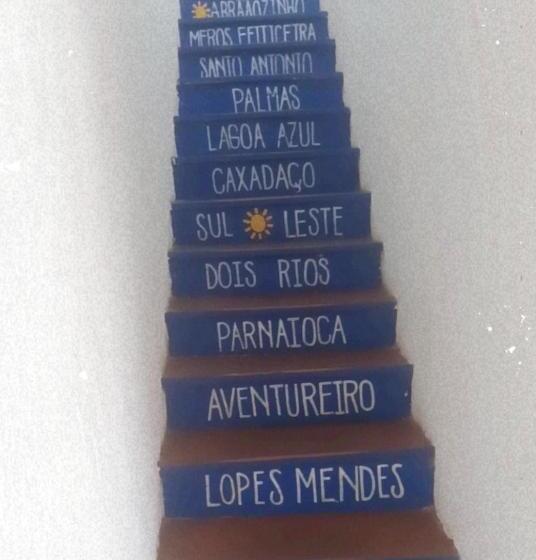 ABRAAOZINHO
MEROS FEITICEIRA
SANTO ANTONIO
PALMAS
LAGOA AZUL
CAXADAÇO
SUL LESTE
DOIS RIOS
PARNAIOCA
AVENTUREIRO
LOPES MENDES